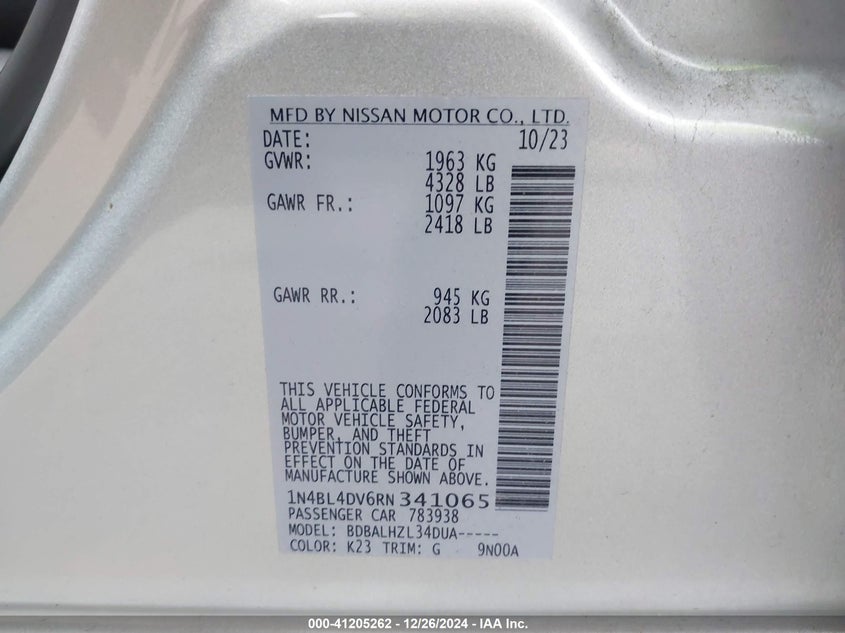 MFD BY NISSAN MOTOR CO., LTD.
DATE: 10/23
GVWR: 1963 KG
4328 LB
GAWR FR.: 1097 KG
2418 LB
GAWR RR.: 945 KG
2083 LB
THIS VEHICLE CONFORMS TO
ALL APPLICABLE FEDERAL
MOTOR VEHICLE SAFETY,
BUMPER, AND THEFT
PREVENTION STANDARDS IN
EFFECT ON THE DATE OF
MANUFACTURE SHOWN ABOVE.
1N4BL4DV6RN341065
PASSENGER CAR 783938
MODEL: BDBALHZL34DUA-----
COLOR: K23 TRIM: G 9N00A
000-41205262 - 12/26/2024 - IAA Inc.